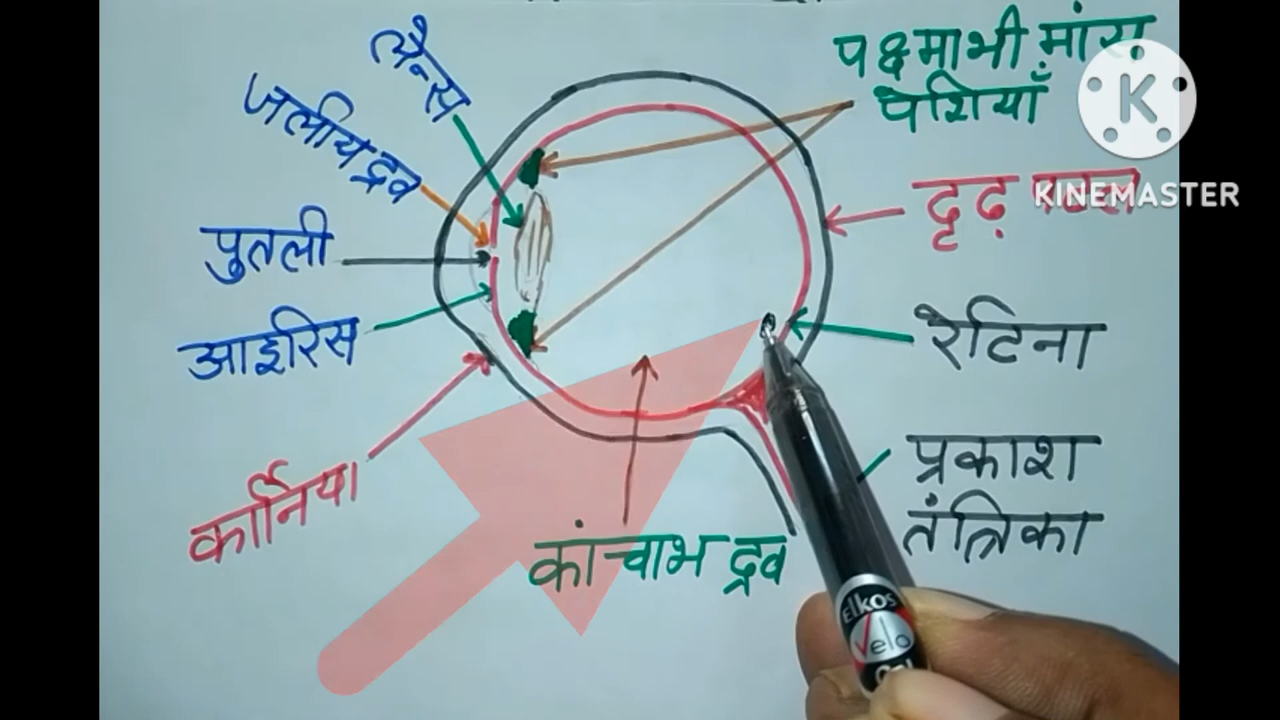 लैन्स
जलीय द्रव
पुतली
आइरिस
कार्निया
कांचाभ द्रव
पक्ष्माभी मांस
पेशियाँ
K
KINEMASTER
दृढ़
रेटिना
प्रकाश
तंत्रिका
elkos
Velo